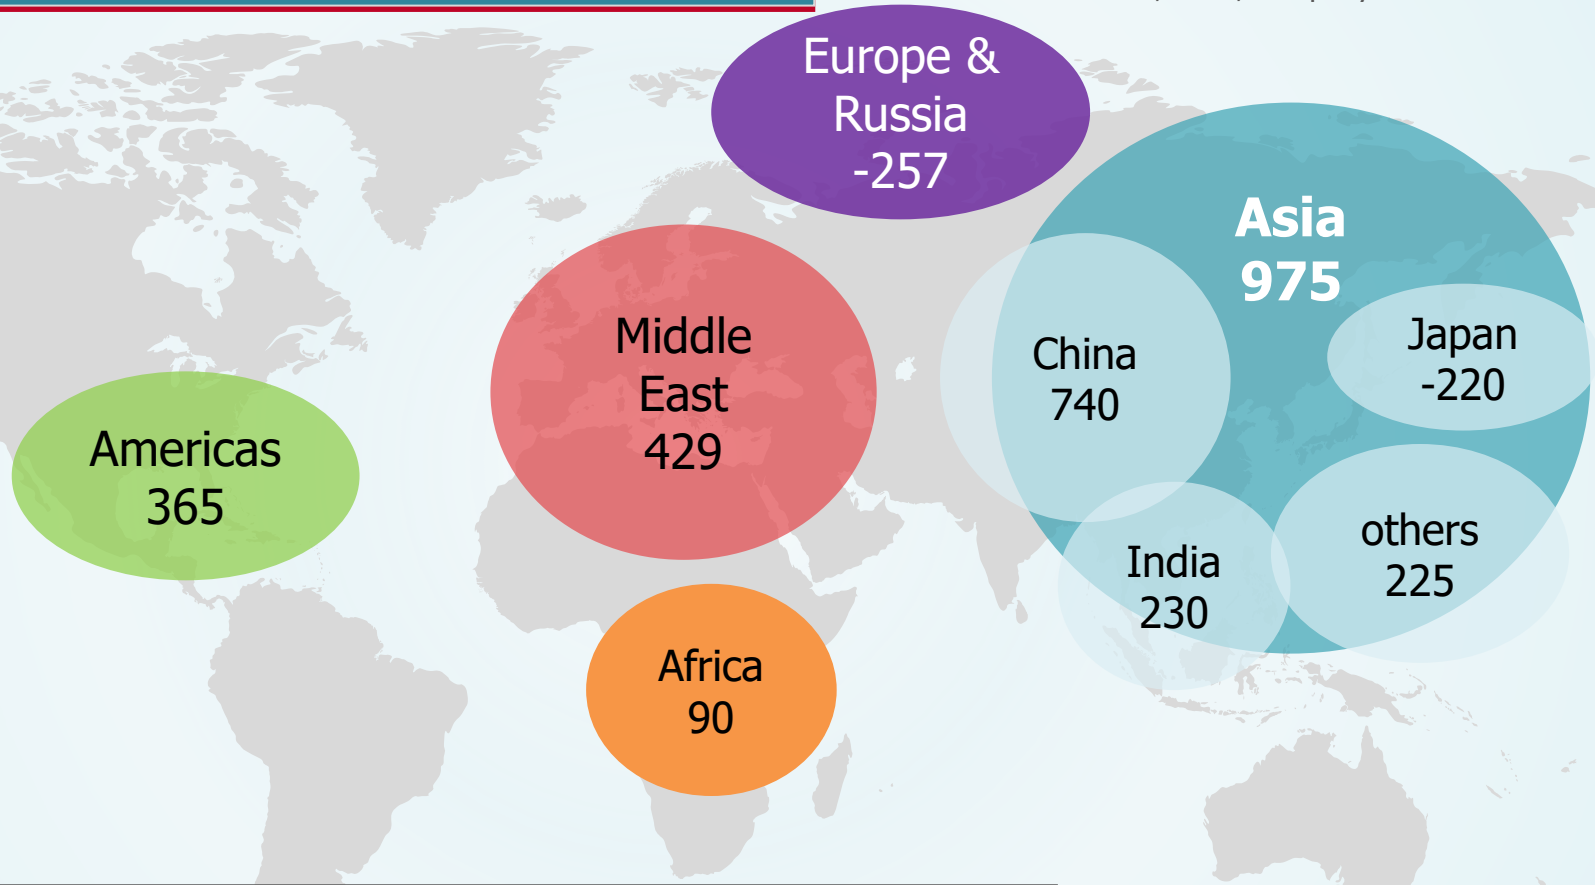 Europe &
Russia
-257
Asia
975
Middle
East
429
China
740
Japan
-220
Americas
365
India
230
others
225
Africa
90